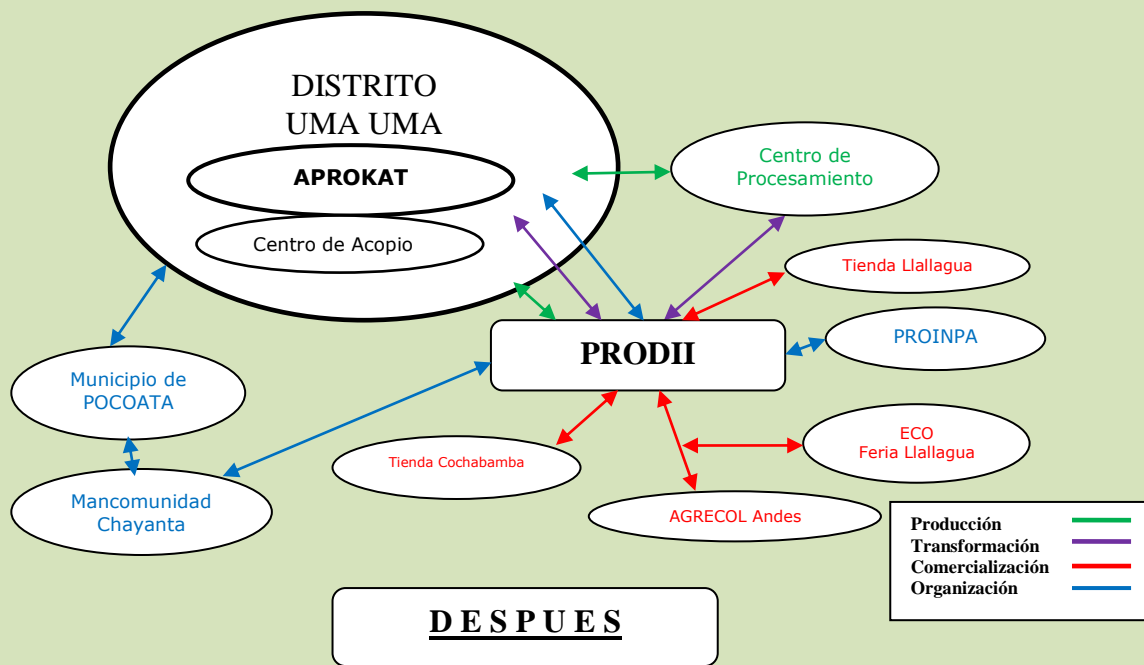 DISTRITO
UMA UMA
APROKAT
Centro de Acopio
Centro de
Procesamiento
Tienda Llallagua
PRODII
PROINPA
Municipio de
POCOATA
ECO
Feria Llallagua
Tienda Cochabamba
Mancomunidad
Chayanta
AGRECOL Andes
Producción
Transformación
Comercialización
Organización
D E S P U E S